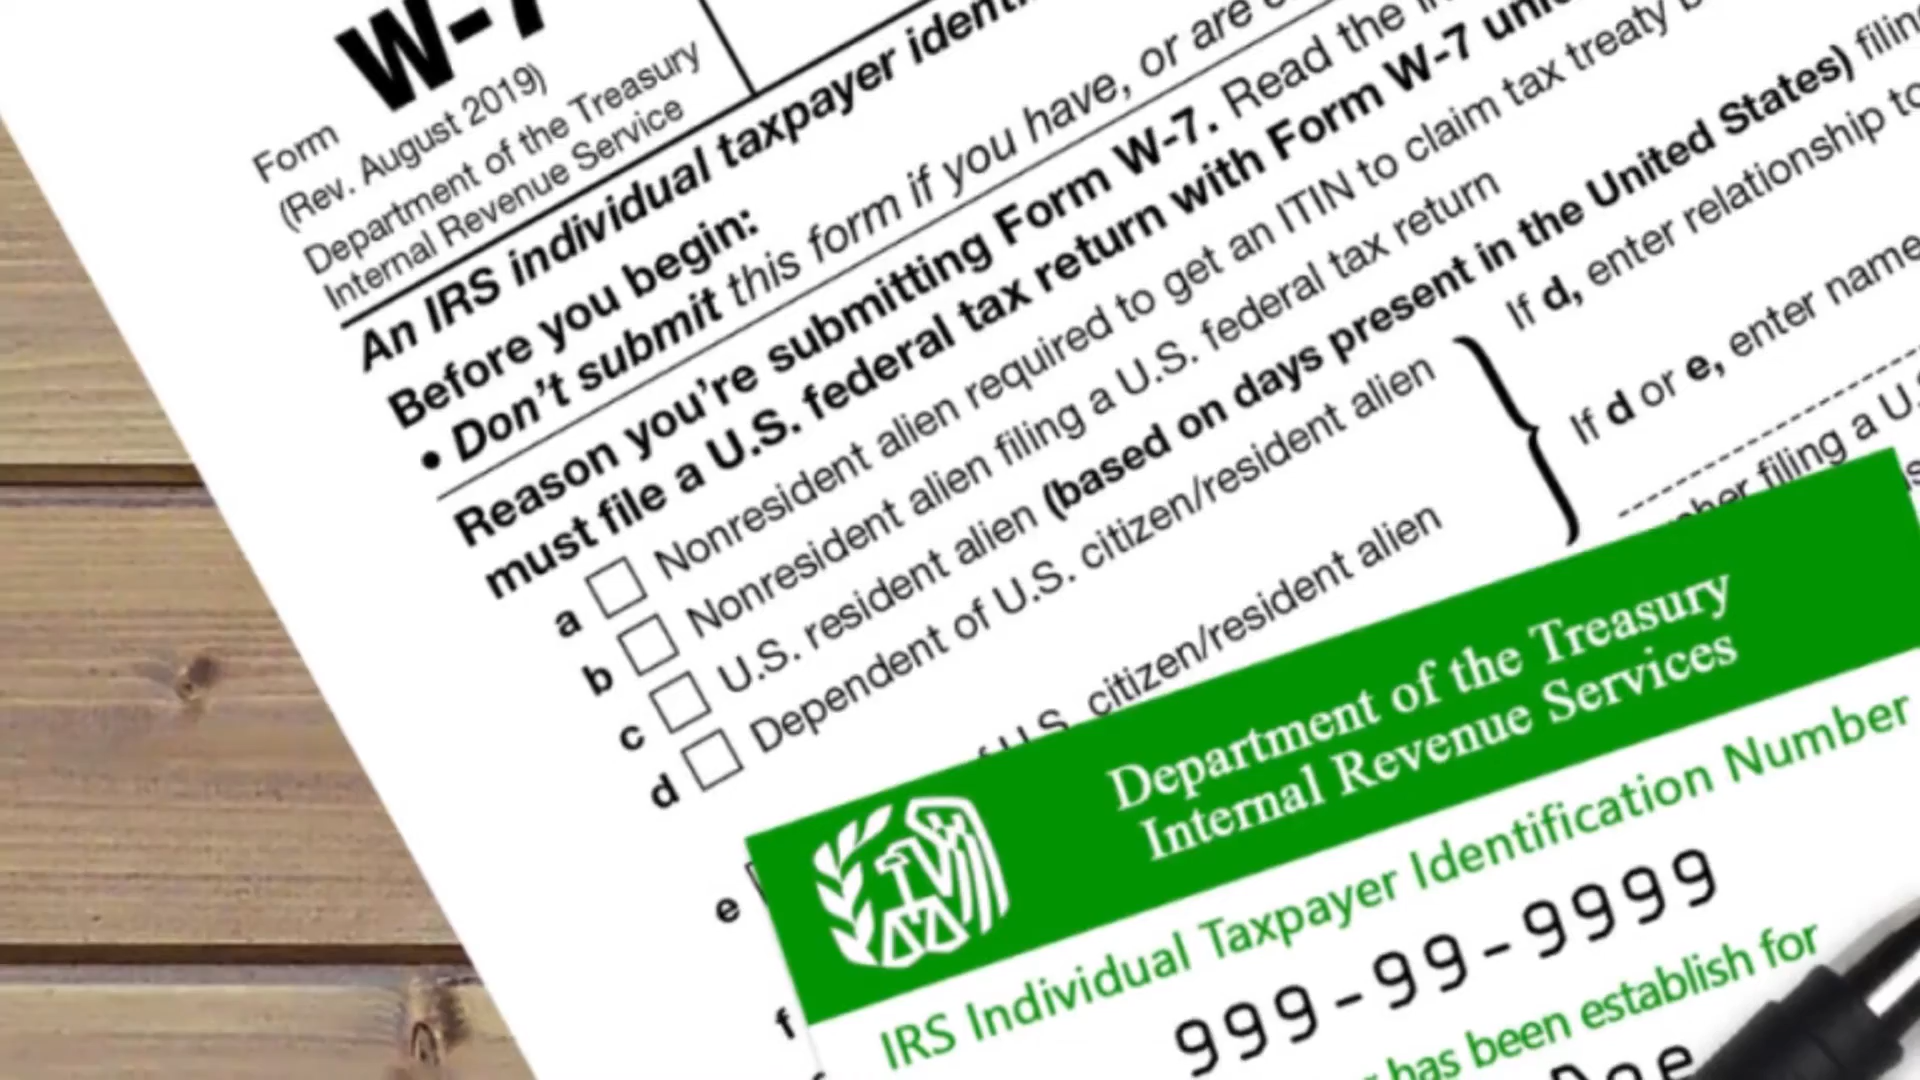 Form W-7
(Rev. August 2019)
Department of the Treasury
Internal Revenue Service
An IRS individual taxpayer
Before you begin:
• Don't submit this form if you have, or are
Reason you're submitting Form W-7. Read the
must file a U.S. federal tax return with Form W-7
a Nonresident alien required to get an ITIN to claim tax treaty
b Nonresident alien filing a U.S. federal tax return
c U.S. resident alien (based on days present in the United States)
d Dependent of U.S. citizen/resident alien
If d, enter relationship
If d or e, enter name
e
U.S. citizen/resident alien
filing a U.
f
Department of the Treasury
Internal Revenue Services
IRS Individual Taxpayer Identification Number
999-99-9999
has been establish for
Doe